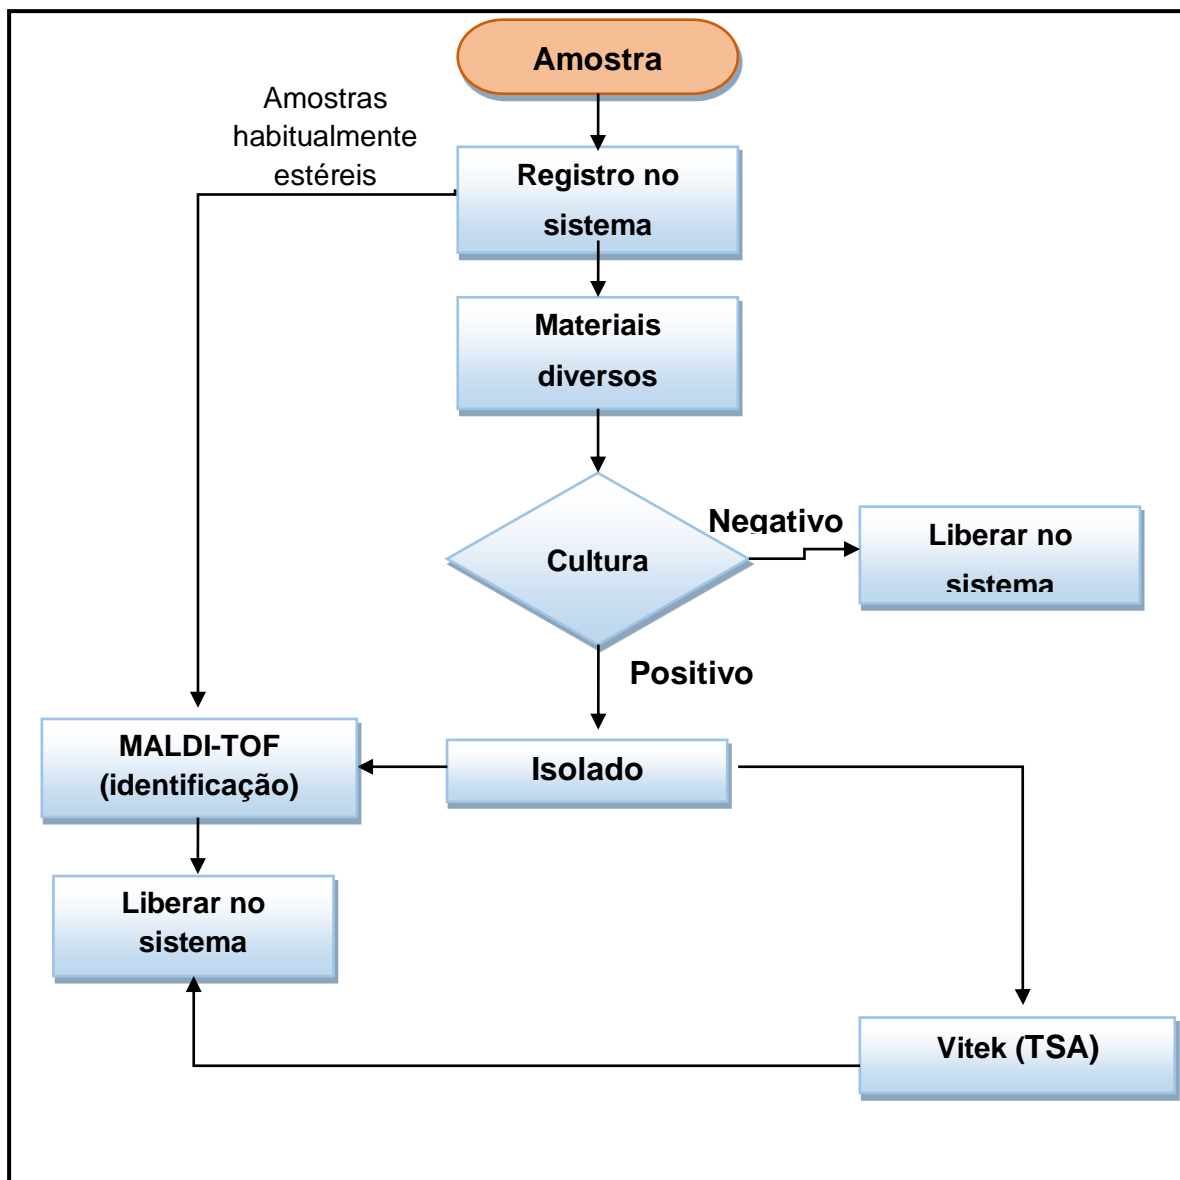 Amostra
Amostras
habitualmente
estéreis
Registro no
sistema
Materiais
diversos
Negativo
Liberar no
sistema
Cultura
Positivo
MALDI-TOF
(identificação)
Isolado
Liberar no
sistema
Vitek (TSA)